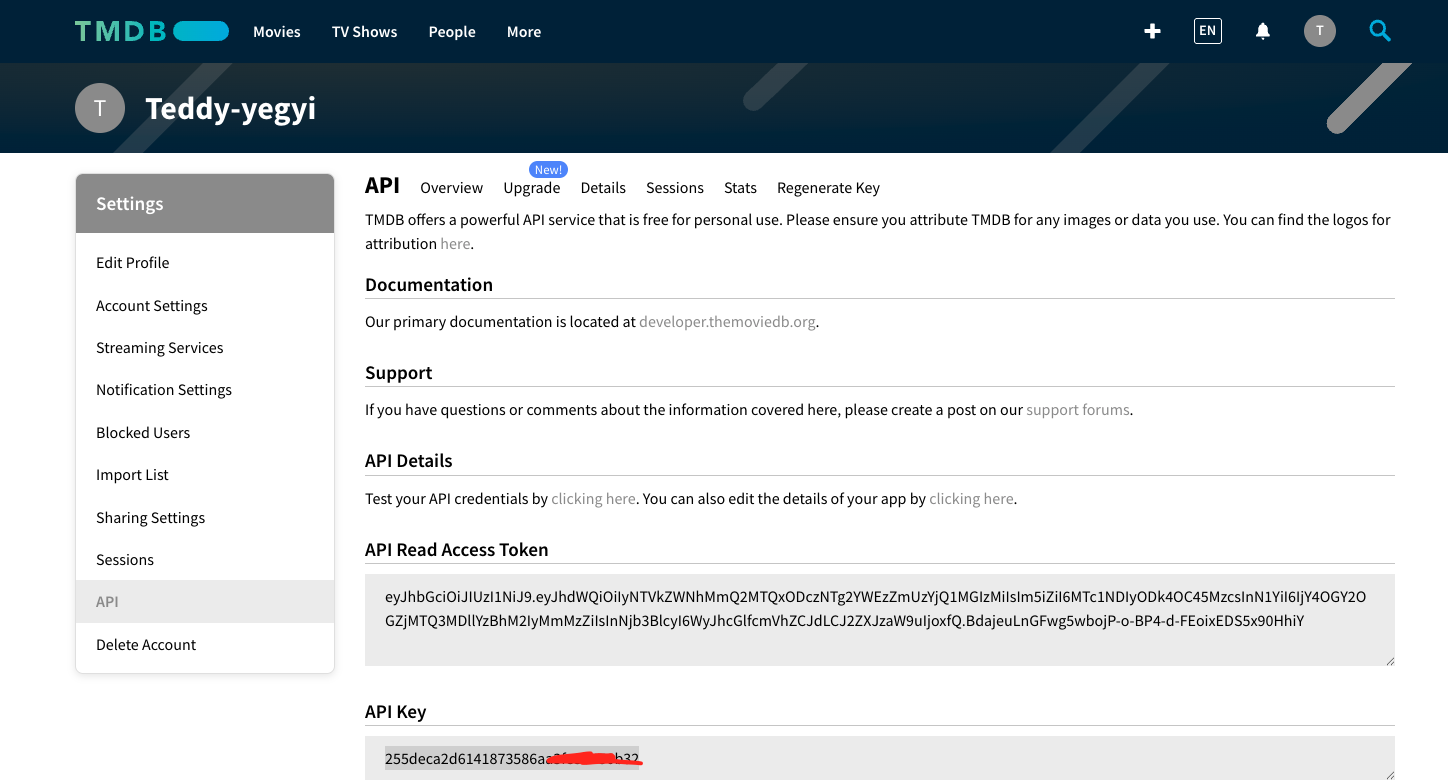 TMDB
Movies TV Shows People More
EN
T
T
Teddy-yegyi
Settings
Edit Profile
Account Settings
Streaming Services
Notification Settings
Blocked Users
Import List
Sharing Settings
Sessions
API
Delete Account
New!
API Overview Upgrade Details Sessions Stats Regenerate Key
TMDB offers a powerful API service that is free for personal use. Please ensure you attribute TMDB for any images or data you use. You can find the logos for
attribution here.
Documentation
Our primary documentation is located at developer.themoviedb.org.
Support
If you have questions or comments about the information covered here, please create a post on our support forums.
API Details
Test your API credentials by clicking here. You can also edit the details of your app by clicking here.
API Read Access Token
eyJhbGciOiJIUzI1NiJ9.eyJhdWQiOiIyNTVkZWNhMmQ2MTQxODczNTg2YWEzZmUzYjQ1MGIzMiIsIm5iZiI6MTc1NDIyODk4OC45MzcsInN1YiI6IjY4OGY2O
GZjMTQ3MDllYzBhM2IyMmMzZiIsInNjb3BlcyI6WyJhcGlfcmVhZCJdLCJ2ZXJzaW9uIjoxfQ.BdajeuLnGFwg5wbojP-o-BP4-d-FEoixEDS5x90HhiY
API Key